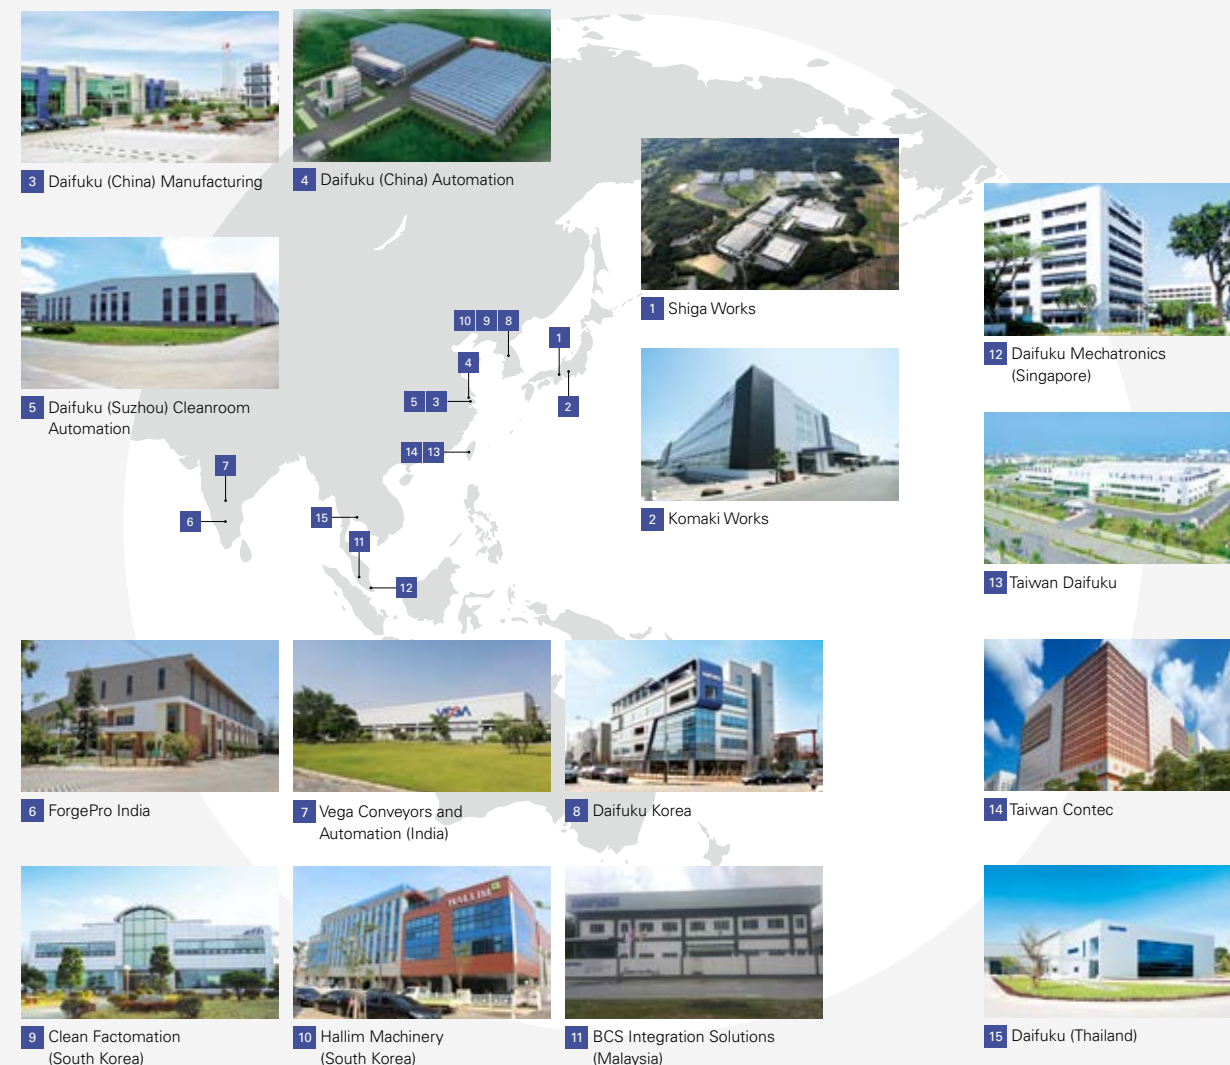 3 Daifuku (China) Manufacturing
4 Daifuku (China) Automation
1 Shiga Works
12 Daifuku Mechatronics
(Singapore)
5 Daifuku (Suzhou) Cleanroom
Automation
2 Komaki Works
13 Taiwan Daifuku
10 9 8
1
4
5 3
2
14 13
7
6
15
11
12
VEGA
6 ForgePro India
7 Vega Conveyors and
Automation (India)
8 Daifuku Korea
14 Taiwan Contec
HALLIM
9 Clean Factomation
(South Korea)
10 Hallim Machinery
(South Korea)
11 BCS Integration Solutions
(Malaysia)
15 Daifuku (Thailand)